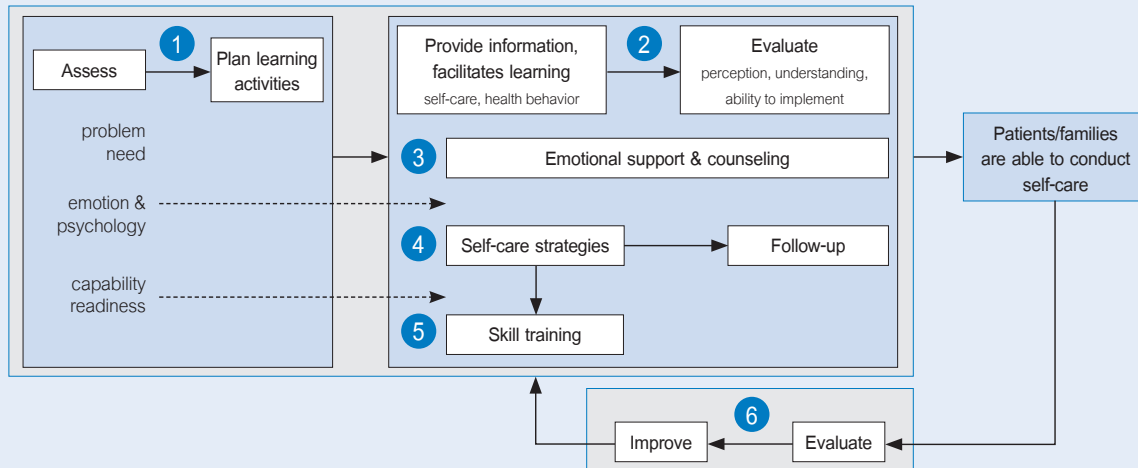 1
Assess
Plan learning
activities
problem
need
emotion &
psychology
capability
readiness
Provide information,
facilitates learning
self-care, health behavior
2
Evaluate
perception, understanding,
ability to implement
3
Emotional support & counseling
4
Self-care strategies
Follow-up
5
Skill training
Patients/families
are able to conduct
self-care
6
Improve
Evaluate